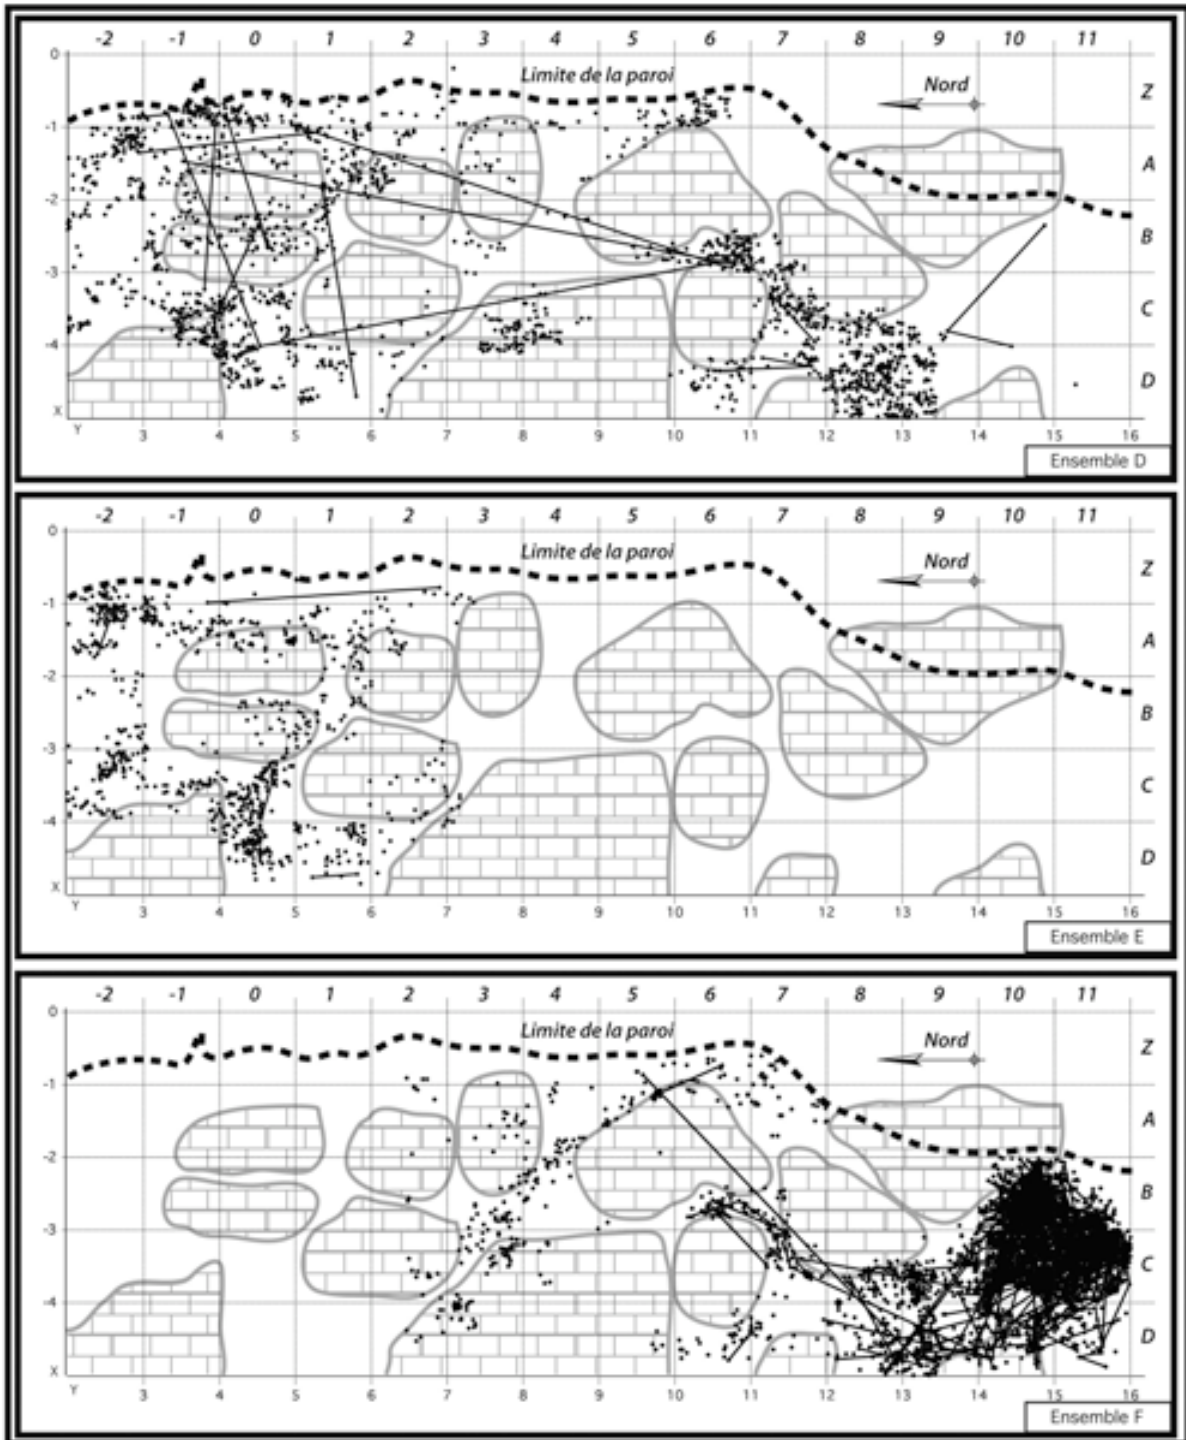 -2 -1 0 1 2 3 4 5 6 7 8 9 10 11
0
Limite de la paroi
Nord
Z
-1
A
-2
B
-3
C
-4
D
X
Y 3 4 5 6 7 8 9 10 11 12 13 14 15 16
Ensemble D
-2 -1 0 1 2 3 4 5 6 7 8 9 10 11
0
Limite de la paroi
Nord
Z
-1
A
-2
B
-3
C
-4
D
X
Y 3 4 5 6 7 8 9 10 11 12 13 14 15 16
Ensemble E
-2 -1 0 1 2 3 4 5 6 7 8 9 10 11
0
Limite de la paroi
Nord
Z
-1
A
-2
B
-3
C
-4
D
X
Y 3 4 5 6 7 8 9 10 11 12 13 14 15 16
Ensemble F